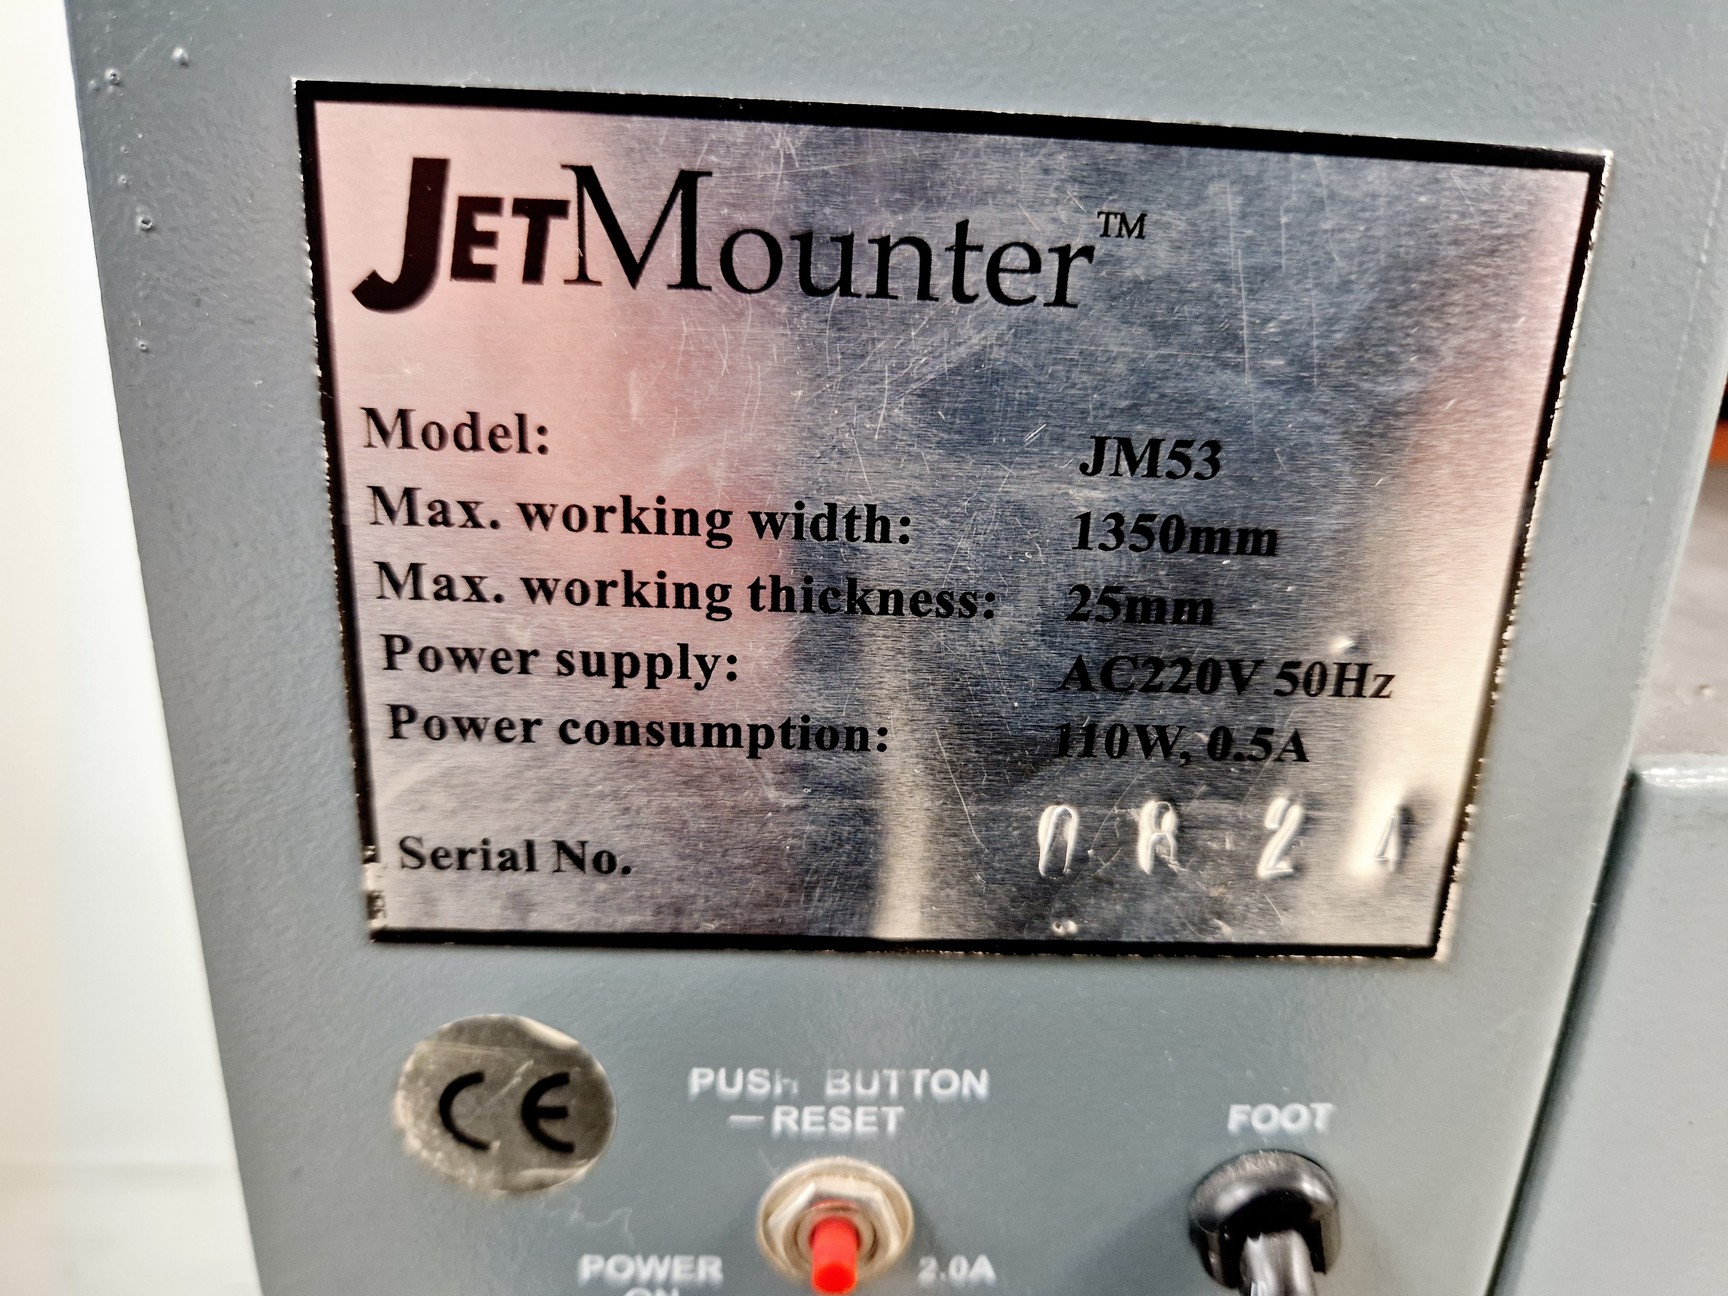 JETMounter™
Model: JM53
Max. working width: 1350mm
Max. working thickness: 25mm
Power supply: AC220V 50Hz
Power consumption: 110W, 0.5A
Serial No.
CE
PUSH BUTTON
—RESET
FOOT
POWER 2.0A
ON